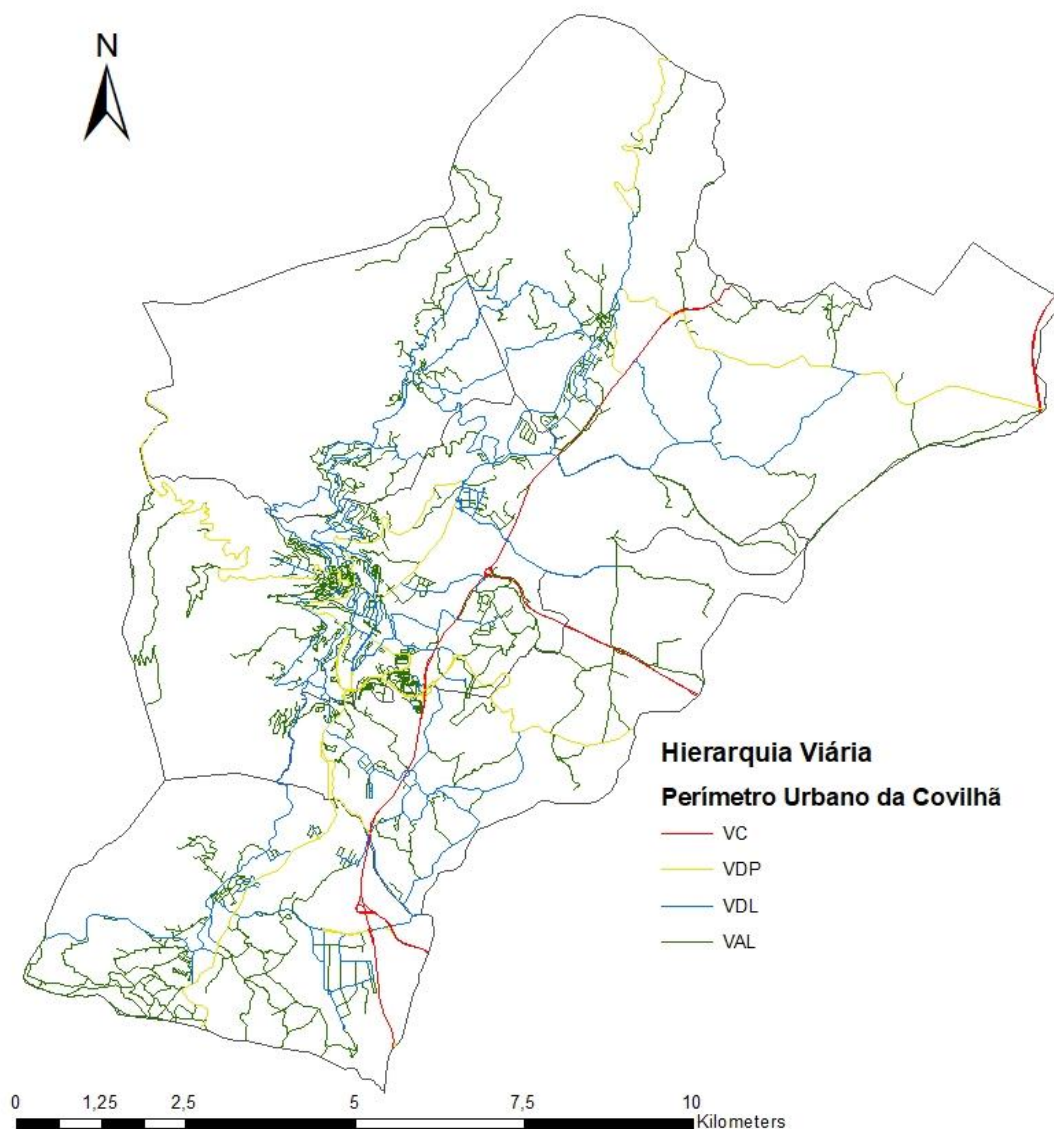 N
Hierarquia Viária
Perímetro Urbano da Covilhã
VC
VDP
VDL
VAL
0 1,25 2,5 5 7,5 10
Kilometers